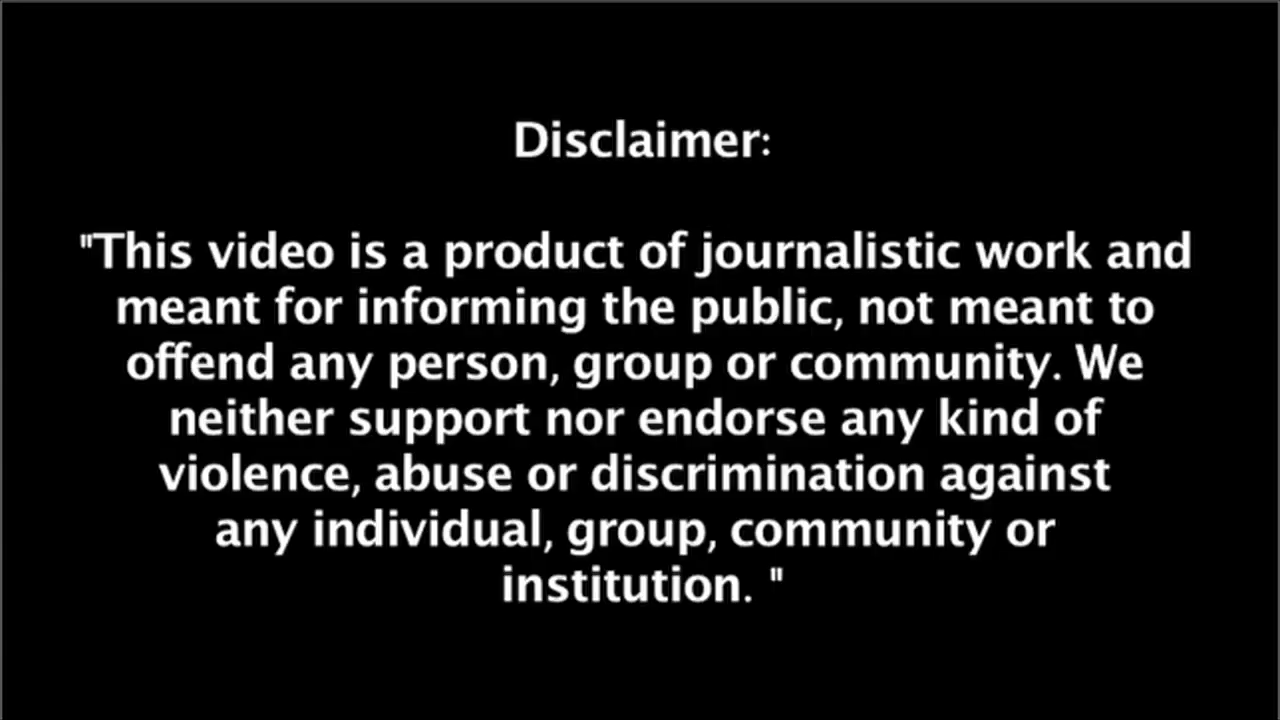 Disclaimer:
"This video is a product of journalistic work and
meant for informing the public, not meant to
offend any person, group or community. We
neither support nor endorse any kind of
violence, abuse or discrimination against
any individual, group, community or
institution. "